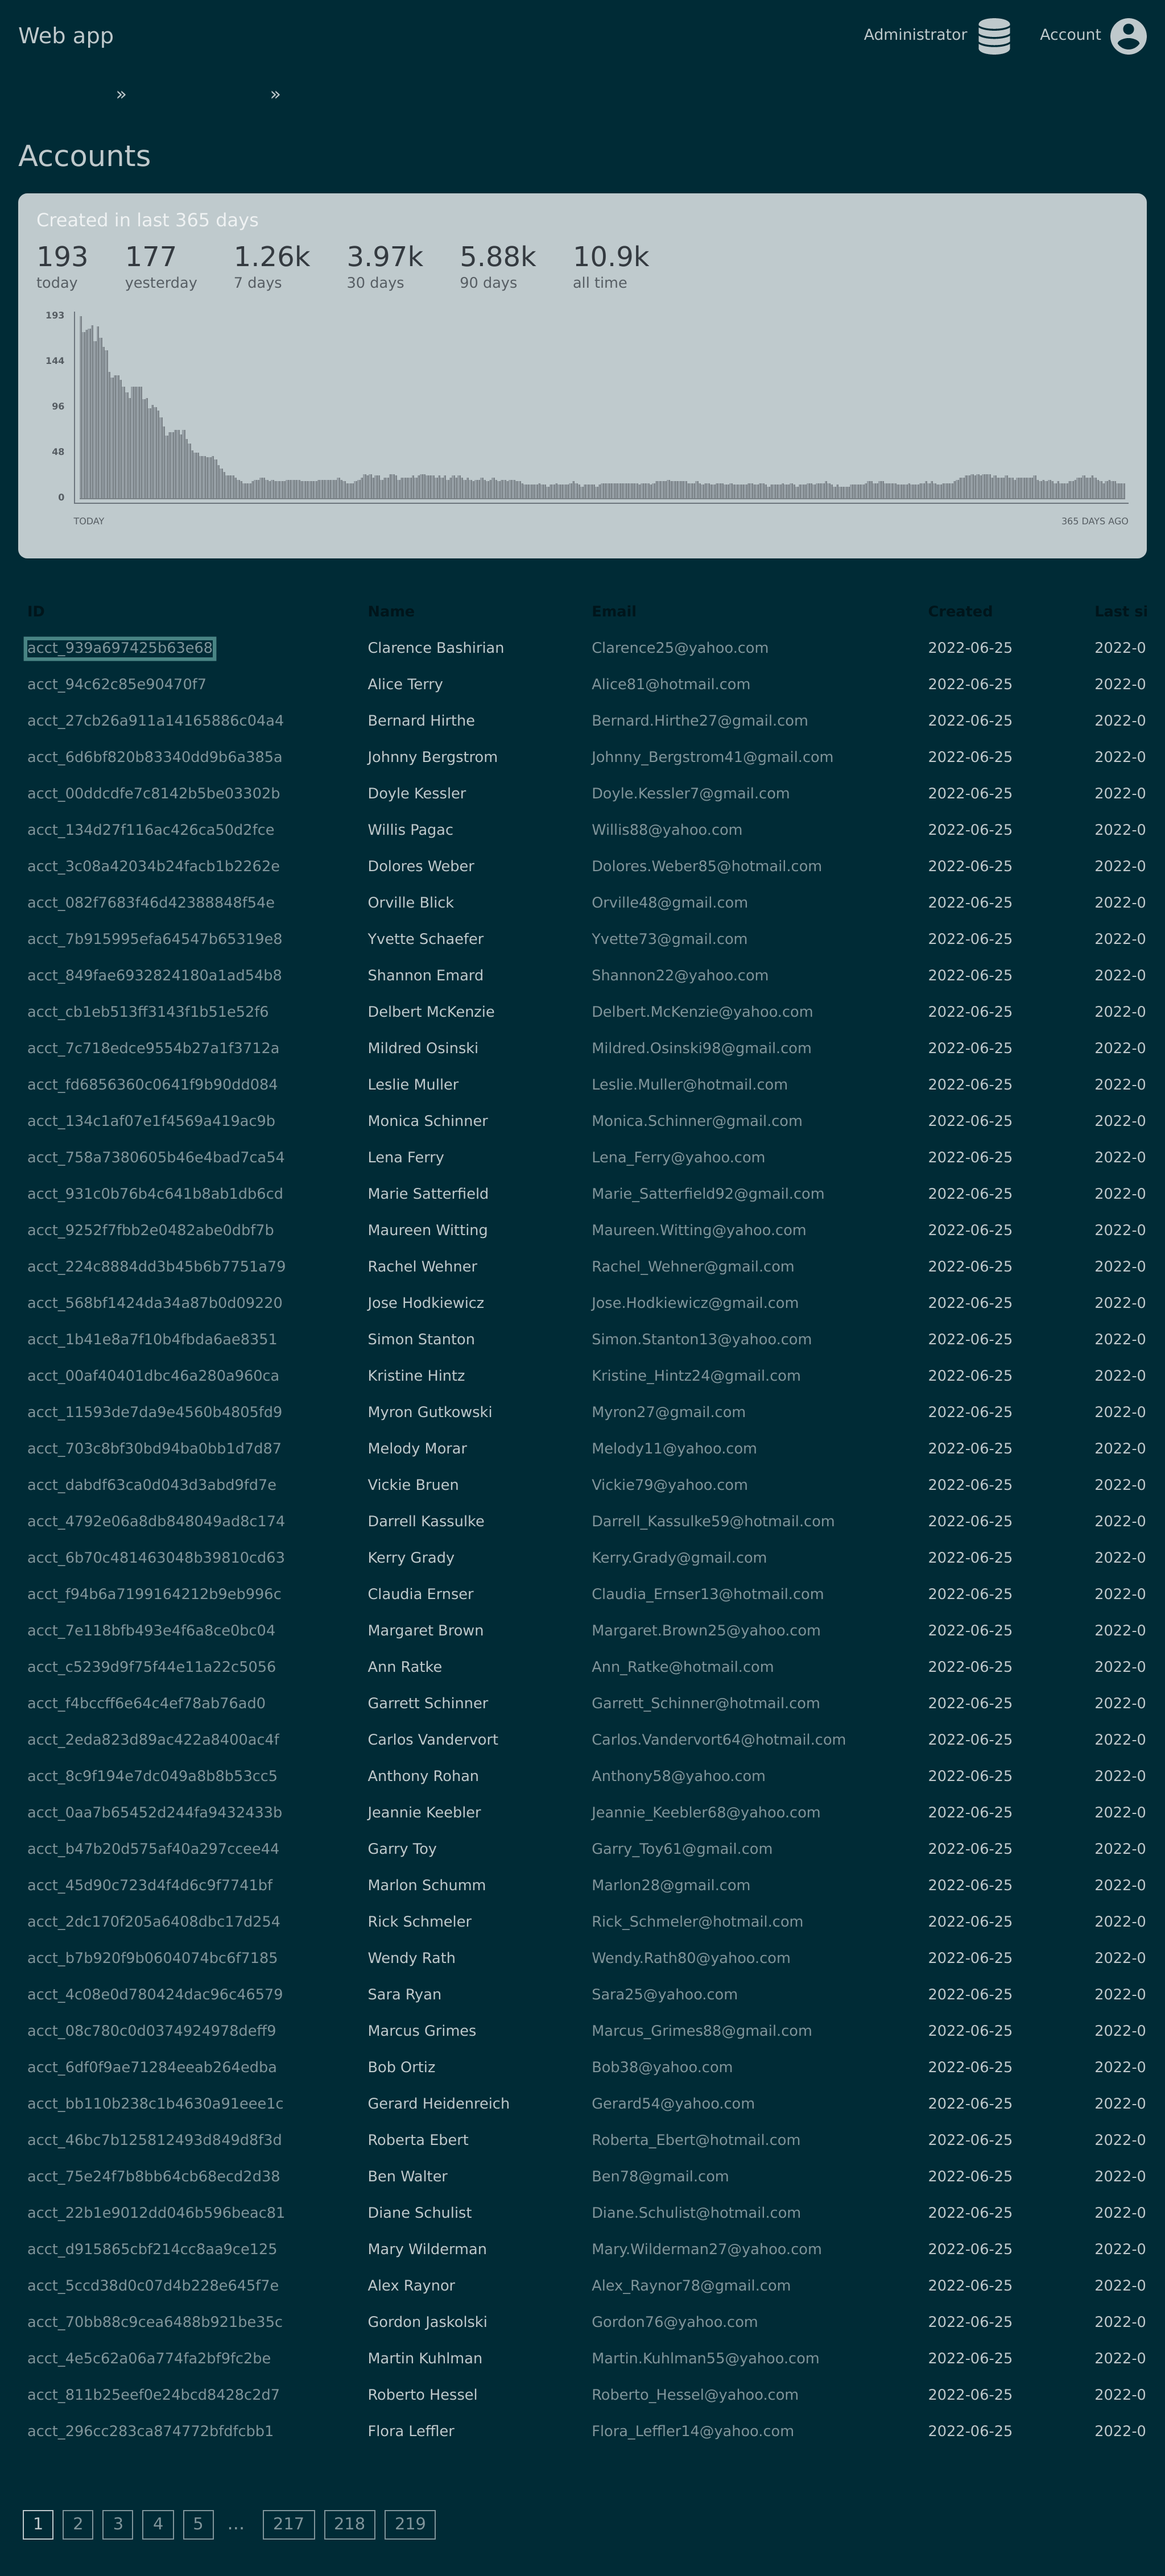 Web app Administrator Account
» »
Accounts
Created in last 365 days
193 177 1.26k 3.97k 5.88k 10.9k
today yesterday 7 days 30 days 90 days all time
193
144
96
48
0
TODAY 365 DAYS AGO
ID Name Email Created Last si
acct_939a697425b63e68 Clarence Bashirian Clarence25@yahoo.com 2022-06-25 2022-0
acct_94c62c85e90470f7 Alice Terry Alice81@hotmail.com 2022-06-25 2022-0
acct_27cb26a911a14165886c04a4 Bernard Hirthe Bernard.Hirthe27@gmail.com 2022-06-25 2022-0
acct_6d6bf820b83340dd9b6a385a Johnny Bergstrom Johnny_Bergstrom41@gmail.com 2022-06-25 2022-0
acct_00ddcdfe7c8142b5be03302b Doyle Kessler Doyle.Kessler7@gmail.com 2022-06-25 2022-0
acct_134d27f116ac426ca50d2fce Willis Pagac Willis88@yahoo.com 2022-06-25 2022-0
acct_3c08a42034b24facb1b2262e Dolores Weber Dolores.Weber85@hotmail.com 2022-06-25 2022-0
acct_082f7683f46d42388848f54e Orville Blick Orville48@gmail.com 2022-06-25 2022-0
acct_7b915995efa64547b65319e8 Yvette Schaefer Yvette73@gmail.com 2022-06-25 2022-0
acct_849fae6932824180a1ad54b8 Shannon Emard Shannon22@yahoo.com 2022-06-25 2022-0
acct_cb1eb513ff3143f1b51e52f6 Delbert McKenzie Delbert.McKenzie@yahoo.com 2022-06-25 2022-0
acct_7c718edce9554b27a1f3712a Mildred Osinski Mildred.Osinski98@gmail.com 2022-06-25 2022-0
acct_fd6856360c0641f9b90dd084 Leslie Muller Leslie.Muller@hotmail.com 2022-06-25 2022-0
acct_134c1af07e1f4569a419ac9b Monica Schinner Monica.Schinner@gmail.com 2022-06-25 2022-0
acct_758a7380605b46e4bad7ca54 Lena Ferry Lena_Ferry@yahoo.com 2022-06-25 2022-0
acct_931c0b76b4c641b8ab1db6cd Marie Satterfield Marie_Satterfield92@gmail.com 2022-06-25 2022-0
acct_9252f7fbb2e0482abe0dbf7b Maureen Witting Maureen.Witting@yahoo.com 2022-06-25 2022-0
acct_224c8884dd3b45b6b7751a79 Rachel Wehner Rachel_Wehner@gmail.com 2022-06-25 2022-0
acct_568bf1424da34a87b0d09220 Jose Hodkiewicz Jose.Hodkiewicz@gmail.com 2022-06-25 2022-0
acct_1b41e8a7f10b4fbda6ae8351 Simon Stanton Simon.Stanton13@yahoo.com 2022-06-25 2022-0
acct_00af40401dbc46a280a960ca Kristine Hintz Kristine_Hintz24@gmail.com 2022-06-25 2022-0
acct_11593de7da9e4560b4805fd9 Myron Gutkowski Myron27@gmail.com 2022-06-25 2022-0
acct_703c8bf30bd94ba0bb1d7d87 Melody Morar Melody11@yahoo.com 2022-06-25 2022-0
acct_dabdf63ca0d043d3abd9fd7e Vickie Bruen Vickie79@yahoo.com 2022-06-25 2022-0
acct_4792e06a8db848049ad8c174 Darrell Kassulke Darrell_Kassulke59@hotmail.com 2022-06-25 2022-0
acct_6b70c481463048b39810cd63 Kerry Grady Kerry.Grady@gmail.com 2022-06-25 2022-0
acct_f94b6a7199164212b9eb996c Claudia Ernser Claudia_Ernser13@hotmail.com 2022-06-25 2022-0
acct_7e118bfb493e4f6a8ce0bc04 Margaret Brown Margaret.Brown25@yahoo.com 2022-06-25 2022-0
acct_c5239d9f75f44e11a22c5056 Ann Ratke Ann_Ratke@hotmail.com 2022-06-25 2022-0
acct_f4bccff6e64c4ef78ab76ad0 Garrett Schinner Garrett_Schinner@hotmail.com 2022-06-25 2022-0
acct_2eda823d89ac422a8400ac4f Carlos Vandervort Carlos.Vandervort64@hotmail.com 2022-06-25 2022-0
acct_8c9f194e7dc049a8b8b53cc5 Anthony Rohan Anthony58@yahoo.com 2022-06-25 2022-0
acct_0aa7b65452d244fa9432433b Jeannie Keebler Jeannie_Keebler68@yahoo.com 2022-06-25 2022-0
acct_b47b20d575af40a297ccee44 Garry Toy Garry_Toy61@gmail.com 2022-06-25 2022-0
acct_45d90c723d4f4d6c9f7741bf Marlon Schumm Marlon28@gmail.com 2022-06-25 2022-0
acct_2dc170f205a6408dbc17d254 Rick Schmeler Rick_Schmeler@hotmail.com 2022-06-25 2022-0
acct_b7b920f9b0604074bc6f7185 Wendy Rath Wendy.Rath80@yahoo.com 2022-06-25 2022-0
acct_4c08e0d780424dac96c46579 Sara Ryan Sara25@yahoo.com 2022-06-25 2022-0
acct_08c780c0d0374924978deff9 Marcus Grimes Marcus_Grimes88@gmail.com 2022-06-25 2022-0
acct_6df0f9ae71284eeab264edba Bob Ortiz Bob38@yahoo.com 2022-06-25 2022-0
acct_bb110b238c1b4630a91eee1c Gerard Heidenreich Gerard54@yahoo.com 2022-06-25 2022-0
acct_46bc7b125812493d849d8f3d Roberta Ebert Roberta_Ebert@hotmail.com 2022-06-25 2022-0
acct_75e24f7b8bb64cb68ecd2d38 Ben Walter Ben78@gmail.com 2022-06-25 2022-0
acct_22b1e9012dd046b596beac81 Diane Schulist Diane.Schulist@hotmail.com 2022-06-25 2022-0
acct_d915865cbf214cc8aa9ce125 Mary Wilderman Mary.Wilderman27@yahoo.com 2022-06-25 2022-0
acct_5ccd38d0c07d4b228e645f7e Alex Raynor Alex_Raynor78@gmail.com 2022-06-25 2022-0
acct_70bb88c9cea6488b921be35c Gordon Jaskolski Gordon76@yahoo.com 2022-06-25 2022-0
acct_4e5c62a06a774fa2bf9fc2be Martin Kuhlman Martin.Kuhlman55@yahoo.com 2022-06-25 2022-0
acct_811b25eef0e24bcd8428c2d7 Roberto Hessel Roberto_Hessel@yahoo.com 2022-06-25 2022-0
acct_296cc283ca874772bfdfcbb1 Flora Leffler Flora_Leffler14@yahoo.com 2022-06-25 2022-0
1 2 3 4 5 … 217 218 219